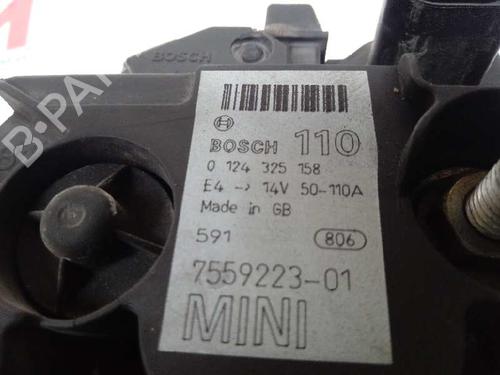 BOSCH
BOSCH 110
0 124 325 158
E4 -> 14V 50-110A
Made in GB
591 806
7559223-01
MINI
B-PARTS